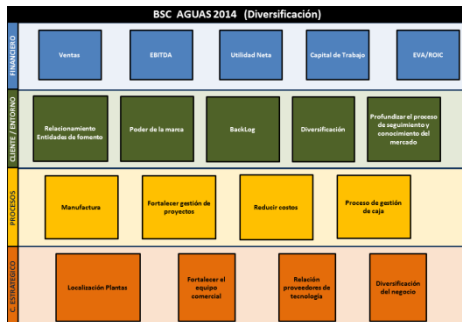 BSC AGUAS 2014 (Diversificación)
FINANCIERO
Ventas
EBITDA
Utilidad Neta
Capital de Trabajo
EVA/ROIC
CLIENTE / ENTORNO
Relacionamiento
Entidades de fomento
Poder de la marca
BackLog
Diversificación
Profundizar el proceso
de seguimiento y
conocimiento del
mercado
PROCESOS
Manufactura
Fortalecer gestión de
proyectos
Reducir costos
Proceso de gestión
de caja
C. ESTRATEGICO
Localización Plantas
Fortalecer el
equipo
comercial
Relación
proveedores de
tecnología
Diversificación
del negocio